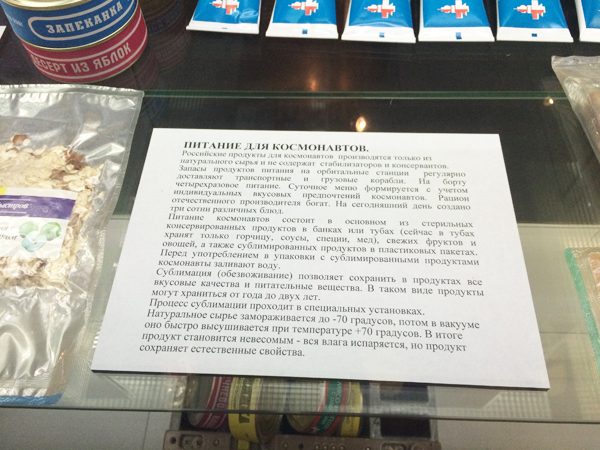 ЗАПЕКАНКА
ДЕСЕРТ ИЗ ЯБЛОК
ПИТАНИЕ ДЛЯ КОСМОНАВТОВ.
Российские продукты для космонавтов производятся только из
натурального сырья и не содержат стабилизаторов и консервантов.
Запасы продуктов питания на орбитальные станции регулярно
доставляют транспортные и грузовые корабли. На борту
четырехразовое питание. Суточное меню формируется с учетом
индивидуальных вкусовых предпочтений космонавтов. Рацион
отечественного производителя богат. На сегодняшний день создано
три сотни различных блюд.
Питание космонавтов состоит в основном из стерильных
консервированных продуктов в банках или тубах (сейчас в тубах
хранят только горчицу, соусы, специи, мед), свежих фруктов и
овощей, а также сублимированных продуктов в пластиковых пакетах.
Перед употреблением в упаковки с сублимированными продуктами
космонавты заливают воду.
Сублимация (обезвоживание) позволяет сохранить в продуктах все
вкусовые качества и питательные вещества. В таком виде продукты
могут храниться от года до двух лет.
Процесс сублимации проходит в специальных установках.
Натуральное сырье замораживается до -70 градусов, потом в вакууме
оно быстро высушивается при температуре +70 градусов. В итоге
продукт становится невесомым - вся влага испаряется, но продукт
сохраняет естественные свойства.